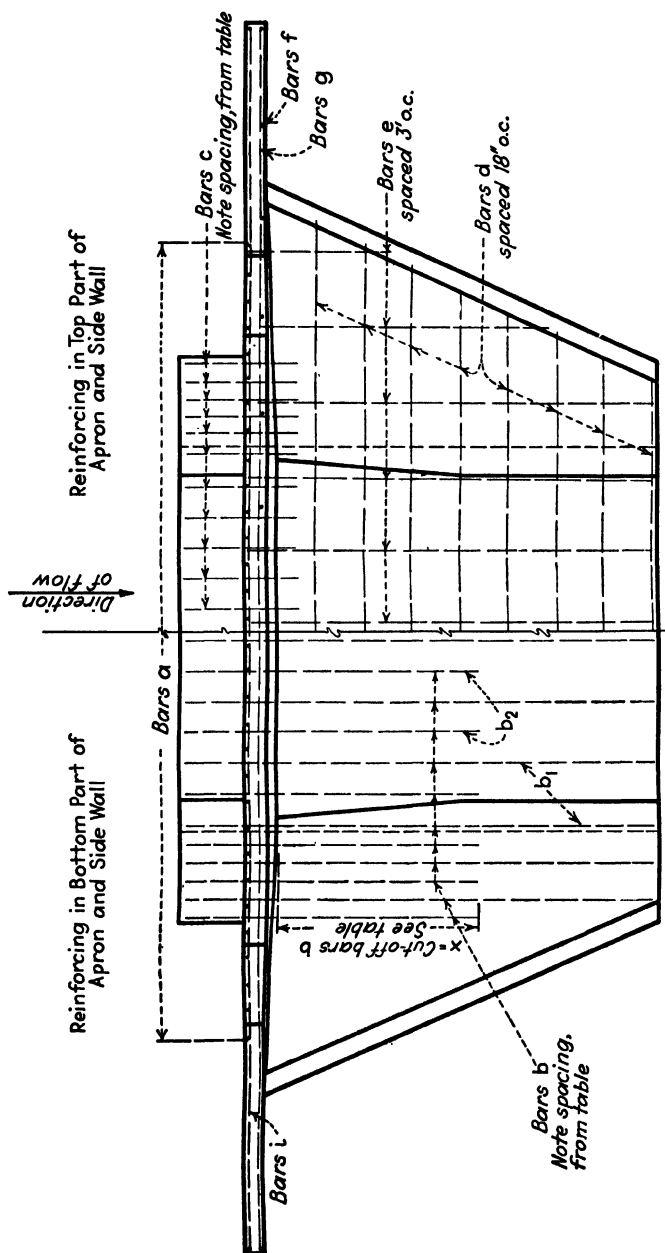 Reinforcing in Bottom Part of
Apron and Side Wall
Direction
of flow
Reinforcing in Top Part of
Apron and Side Wall
Bars a
Bars c
Note spacing, from table
Bars f
Bars g
Bars i
x = Cut-off bars b
See table
Bars b
Note spacing,
from table
b1
b2
Bars e
spaced 3' o.c.
Bars d
spaced 18" o.c.